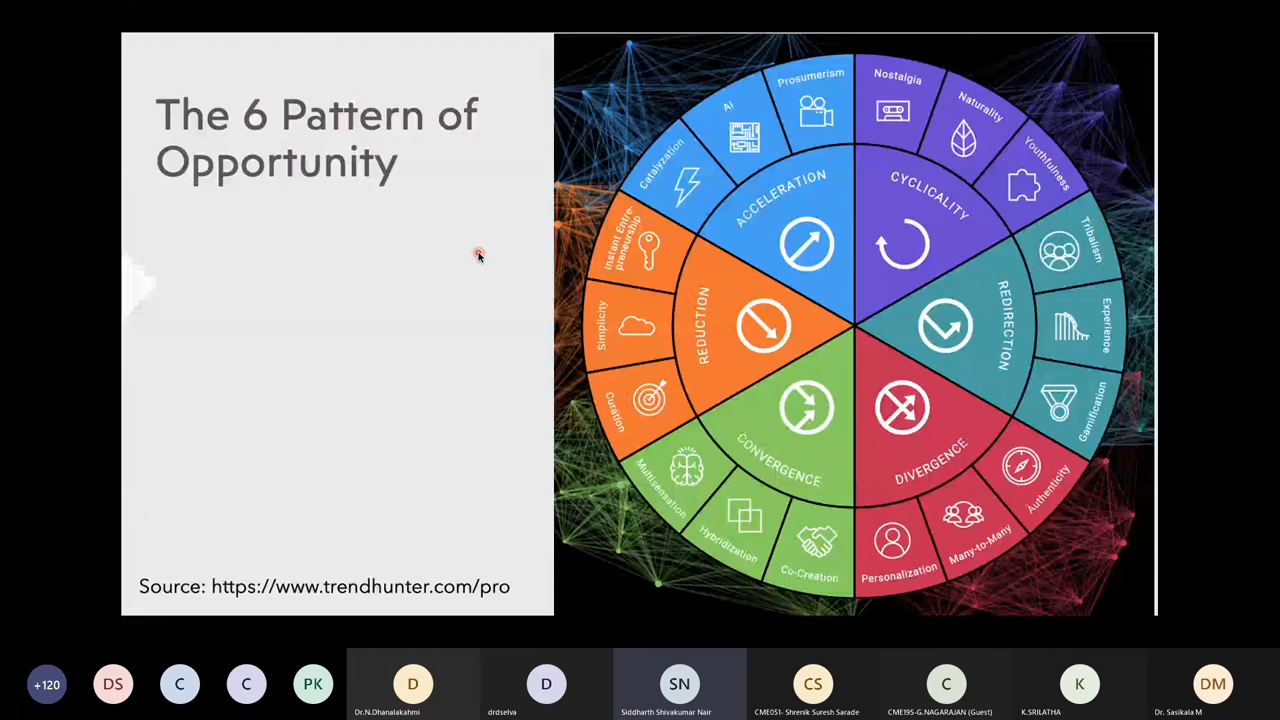 The 6 Pattern of
Opportunity
Source: https://www.trendhunter.com/pro
Prosumerism
Nostalgia
AI
Naturality
Catalyzation
Youthfulness
ACCELERATION
CYCLICALITY
Instant Entre-
preneurship
Tribalism
Simplicity
REDUCTION
REDIRECTION
Experience
Curation
Gamification
CONVERGENCE
DIVERGENCE
Multisensation
Authenticity
Hybridization
Many-to-Many
Co-Creation
Personalization
+120
DS
C
C
PK
D
D
SN
CS
C
K
DM
Dr.N.Dhanalakahmi
drdselva
Siddharth Shivakumar Nair
CME051- Shrenik Suresh Sarade
CME195-G.NAGARAJAN (Guest)
K.SRILATHA
Dr. Sasikala M